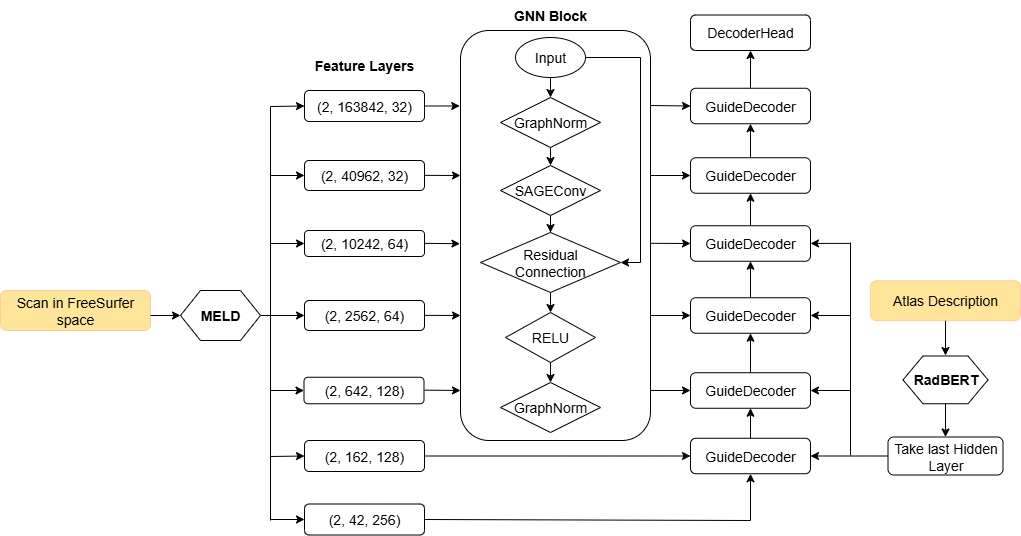 GNN Block
DecoderHead
Input
Feature Layers
(2, 163842, 32)
GuideDecoder
GraphNorm
(2, 40962, 32)
GuideDecoder
SAGEConv
(2, 10242, 64)
GuideDecoder
Residual
Connection
Scan in FreeSurfer
space
MELD
(2, 2562, 64)
GuideDecoder
Atlas Description
RELU
(2, 642, 128)
GuideDecoder
RadBERT
GraphNorm
(2, 162, 128)
GuideDecoder
Take last Hidden
Layer
(2, 42, 256)